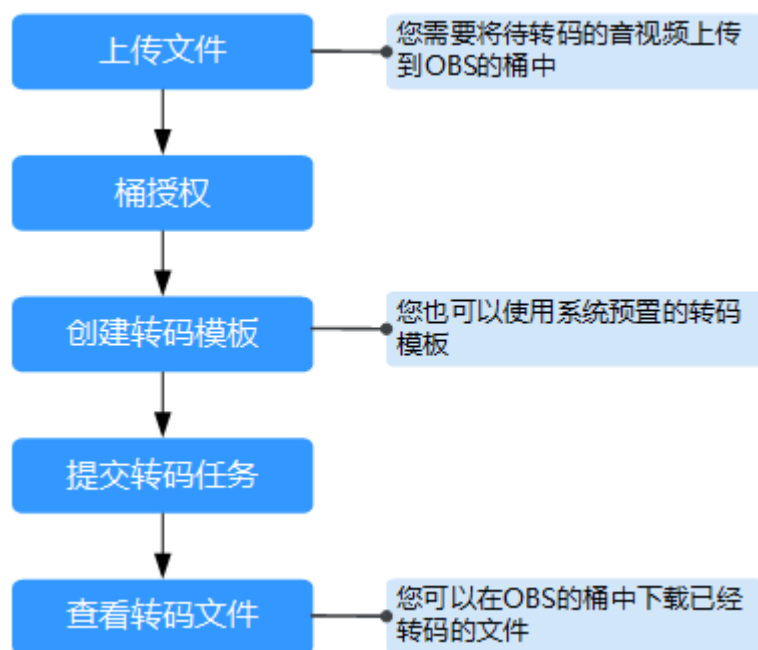 上传文件
您需要将待转码的音视频上传
到OBS的桶中
桶授权
创建转码模板
您也可以使用系统预置的转码
模板
提交转码任务
查看转码文件
您可以在OBS的桶中下载已经
转码的文件